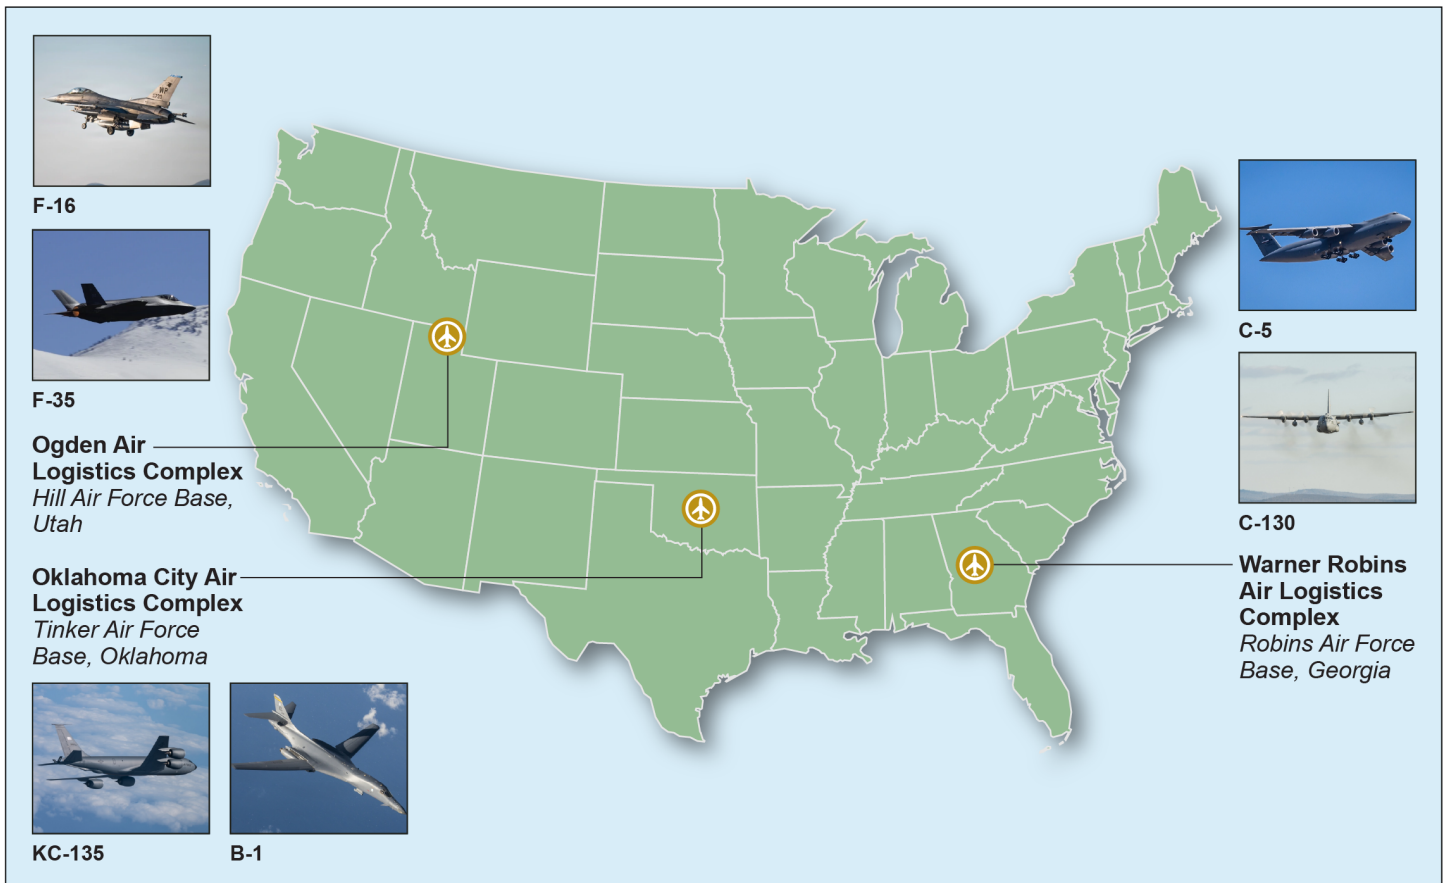 F-16
F-35
Ogden Air
Logistics Complex
Hill Air Force Base,
Utah
Oklahoma City Air
Logistics Complex
Tinker Air Force
Base, Oklahoma
KC-135
B-1
C-5
C-130
Warner Robins
Air Logistics
Complex
Robins Air Force
Base, Georgia
WP